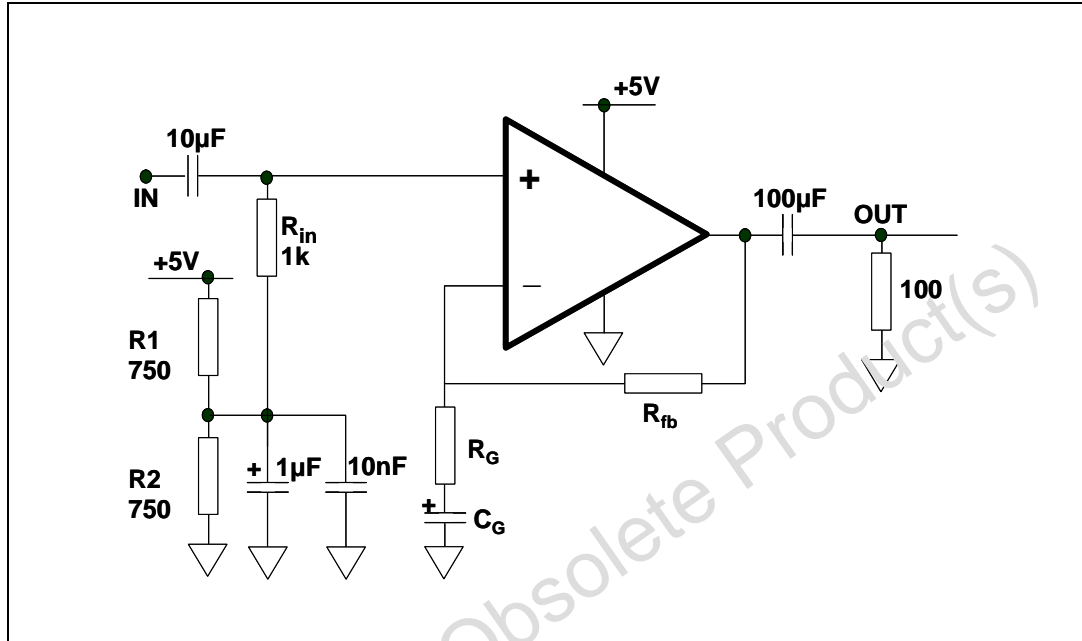 +5V
10µF
IN
+
Rin
1k
100µF
OUT
+5V
−
100
R1
750
Rfb
RG
R2
750
+
1µF
10nF
+
CG
Obsolete Product(s)